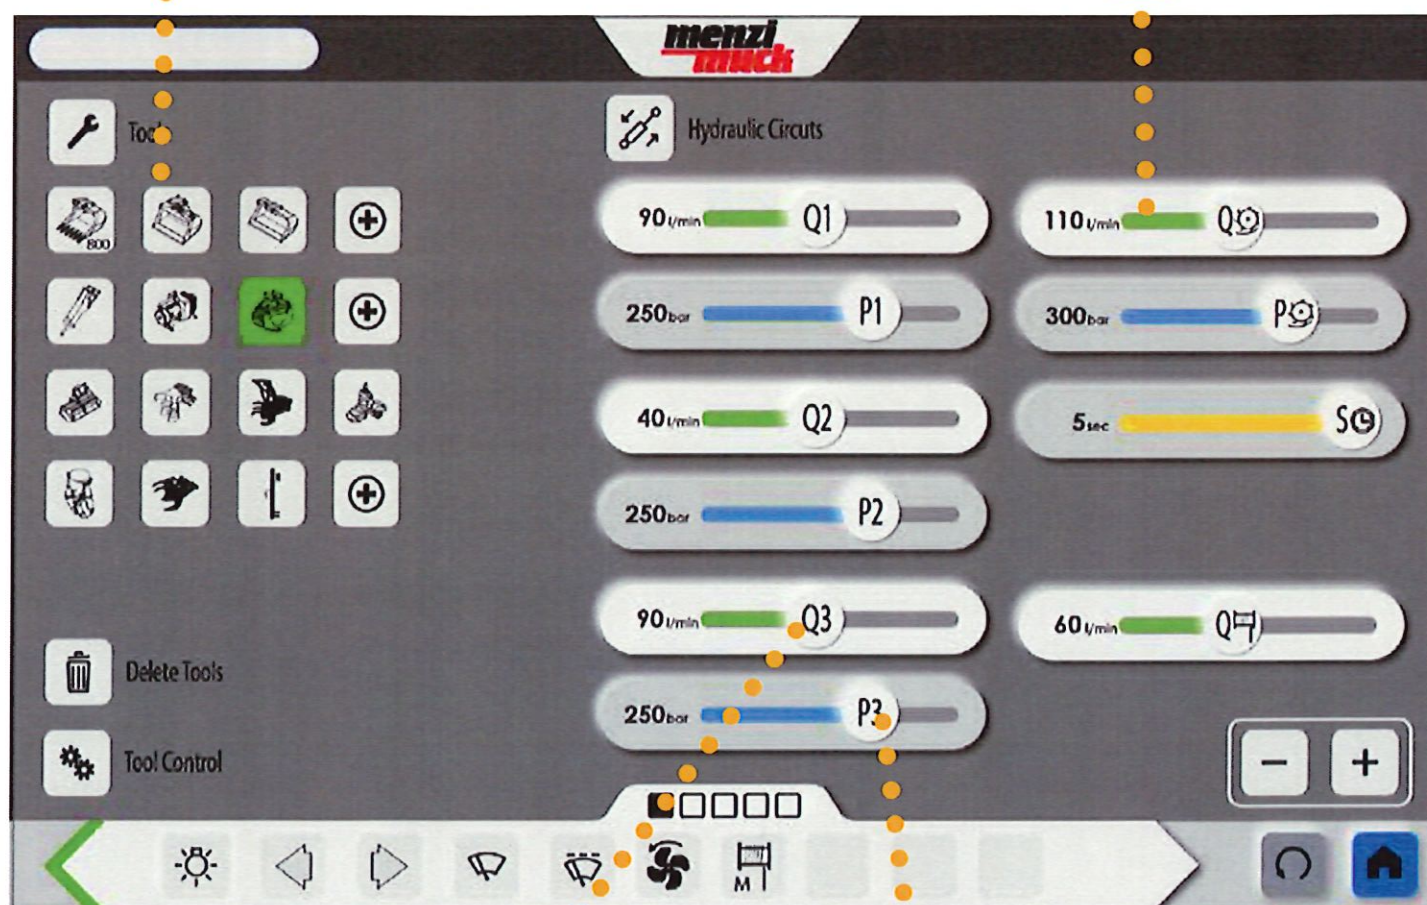 menzi
muck
Tools
Hydraulic Circuts
800
90 l/min Q1
110 l/min Q
250 bar P1
300 bar P
40 l/min Q2
5 sec S
250 bar P2
90 l/min Q3
60 l/min Q
250 bar P3
Delete Tools
Tool Control
− +
M